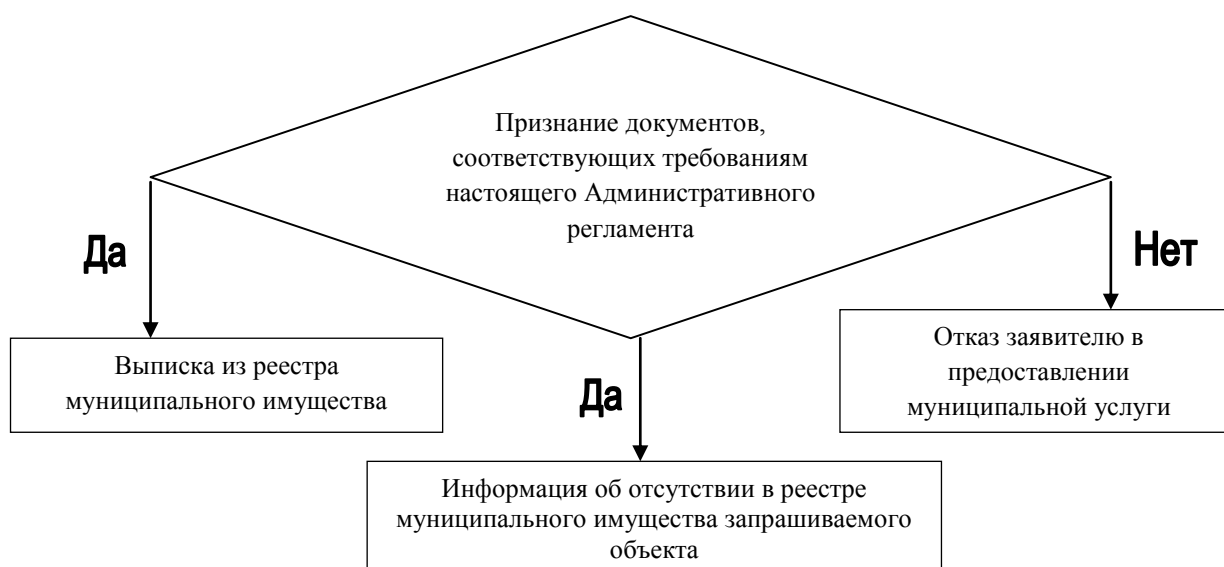 Признание документов,
соответствующих требованиям
настоящего Административного
регламента
Да
Нет
Выписка из реестра
муниципального имущества
Да
Отказ заявителю в
предоставлении
муниципальной услуги
Информация об отсутствии в реестре
муниципального имущества запрашиваемого
объекта